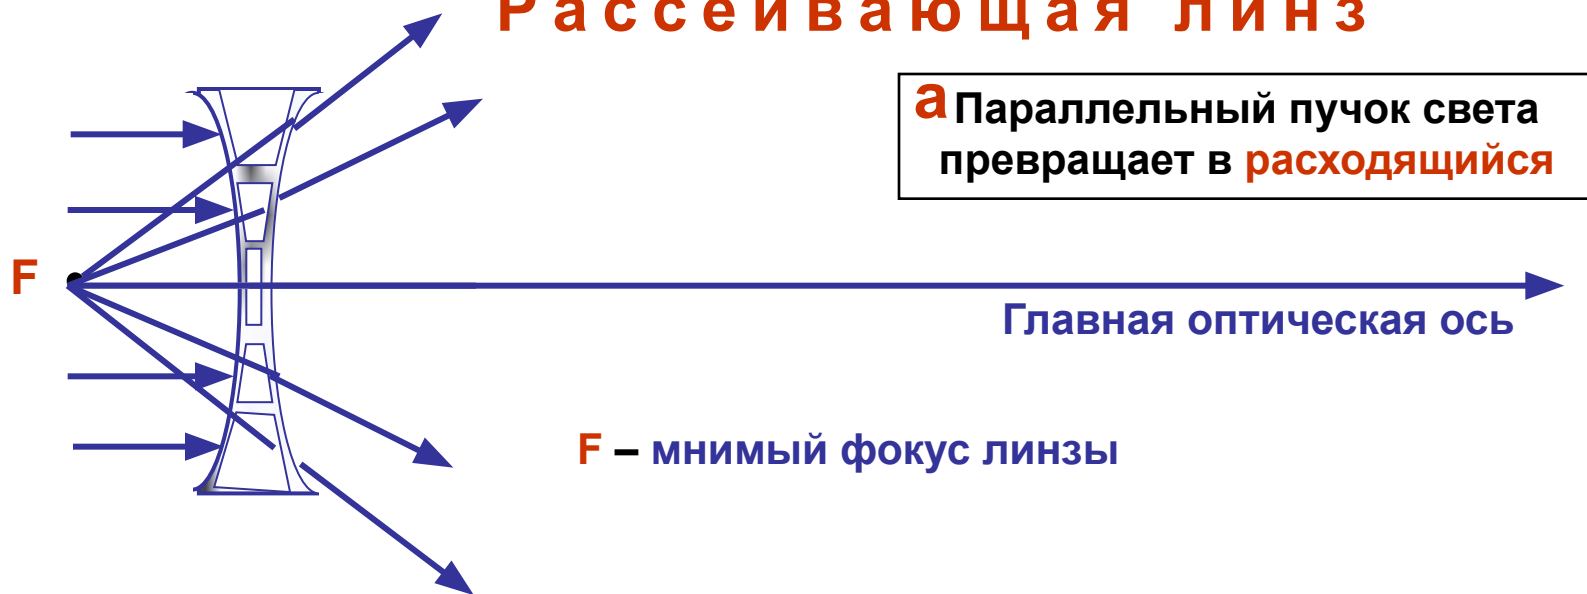 Рассеивающая линз
а
Параллельный пучок света
превращает в расходящийся
F
Главная оптическая ось
F – мнимый фокус линзы